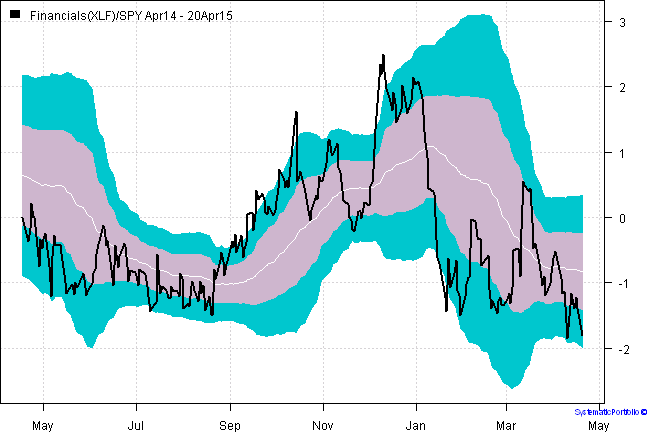 Financials(XLF)/SPY Apr14 - 20Apr15
3
2
1
0
-1
-2
SystematicPortfolio ©
May
Jul
Sep
Nov
Jan
Mar
May